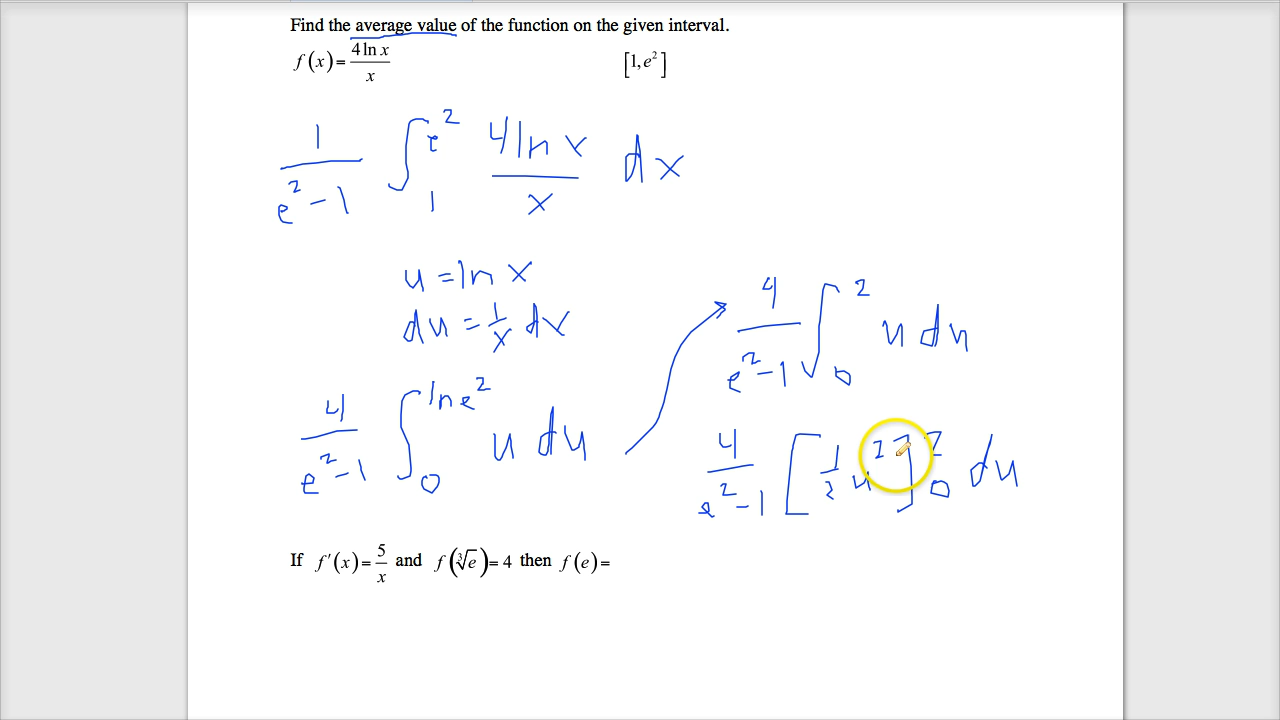 Find the average value of the function on the given interval.
f(x)= 4 ln x / x [1, e²]
1 / e² - 1 ∫₁^e² 4 ln x / x dx
u = ln x
du = 1/x dx
4 / e² - 1 ∫₀^ln e² u du
4 / e² - 1 ∫₀² u du
4 / e² - 1 [1/2 u²]₀² du
If f'(x)= 5/x and f(∛e)= 4 then f(e)=